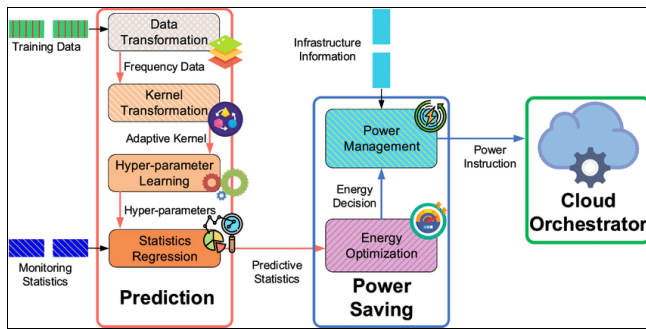 Training Data
Data
Transformation
Frequency Data
Kernel
Transformation
Adaptive Kernel
Hyper-parameter
Learning
Hyper-parameters
Monitoring
Statistics
Statistics
Regression
Prediction
Predictive
Statistics
Infrastructure
Information
Power
Management
Energy
Decision
Energy
Optimization
Power
Saving
Power
Instruction
Cloud
Orchestrator